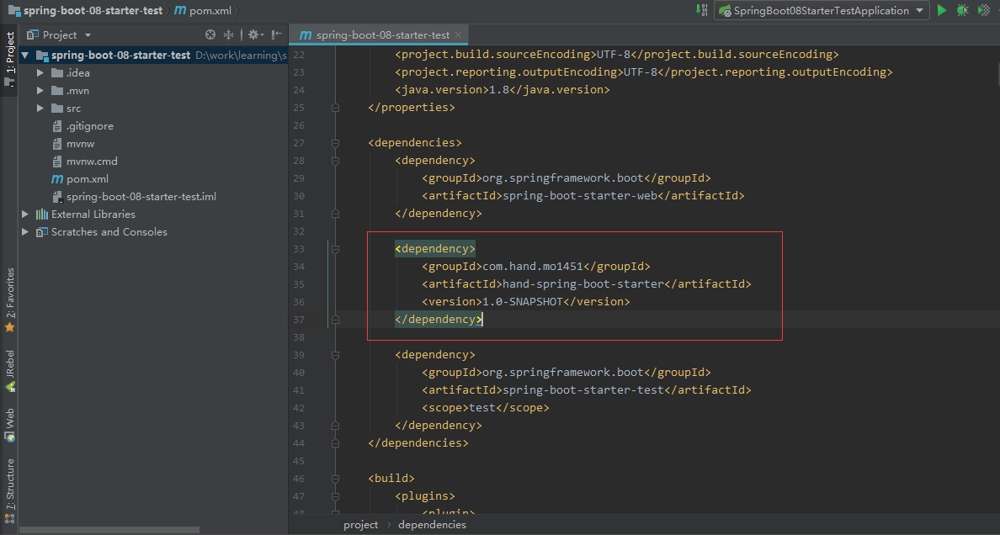 spring-boot-08-starter-test pom.xml
SpringBoot08StarterTestApplication
Project
spring-boot-08-starter-test
1: Project
spring-boot-08-starter-test D:\work\learning\s
.idea
.mvn
src
.gitignore
mvnw
mvnw.cmd
pom.xml
spring-boot-08-starter-test.iml
External Libraries
Scratches and Consoles
2: Favorites
JRebel
Web
7: Structure
22 <project.build.sourceEncoding>UTF-8</project.build.sourceEncoding>
23 <project.reporting.outputEncoding>UTF-8</project.reporting.outputEncoding>
24 <java.version>1.8</java.version>
25 </properties>
26
27 <dependencies>
28 <dependency>
29 <groupId>org.springframework.boot</groupId>
30 <artifactId>spring-boot-starter-web</artifactId>
31 </dependency>
32
33 <dependency>
34 <groupId>com.hand.mo1451</groupId>
35 <artifactId>hand-spring-boot-starter</artifactId>
36 <version>1.0-SNAPSHOT</version>
37 </dependency>
38
39 <dependency>
40 <groupId>org.springframework.boot</groupId>
41 <artifactId>spring-boot-starter-test</artifactId>
42 <scope>test</scope>
43 </dependency>
44 </dependencies>
45
46 <build>
47 <plugins>
48 <plugin>
project dependencies